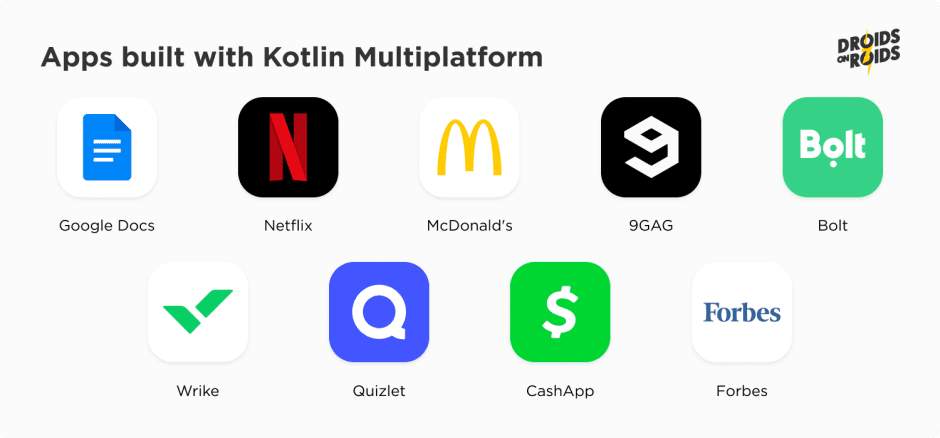 Apps built with Kotlin Multiplatform
DROIDS
ON ROIDS
Bolt
Google Docs
Netflix
McDonald's
9GAG
Bolt
Forbes
Wrike
Quizlet
CashApp
Forbes